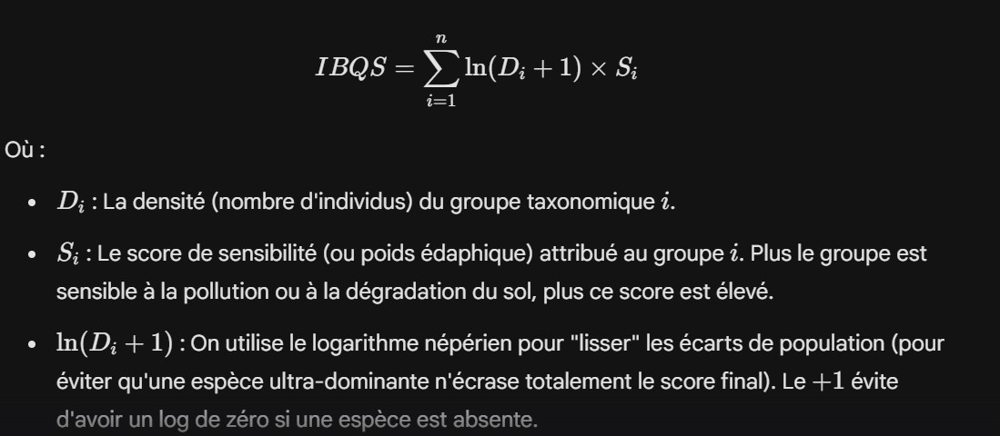 IBQS = \sum_{i=1}^{n} \ln(D_i + 1) \times S_i
Où :
• D_i : La densité (nombre d'individus) du groupe taxonomique i.
• S_i : Le score de sensibilité (ou poids édaphique) attribué au groupe i. Plus le groupe est
sensible à la pollution ou à la dégradation du sol, plus ce score est élevé.
• ln(D_i + 1) : On utilise le logarithme népérien pour "lisser" les écarts de population (pour
éviter qu'une espèce ultra-dominante n'écrase totalement le score final). Le +1 évite
d'avoir un log de zéro si une espèce est absente.